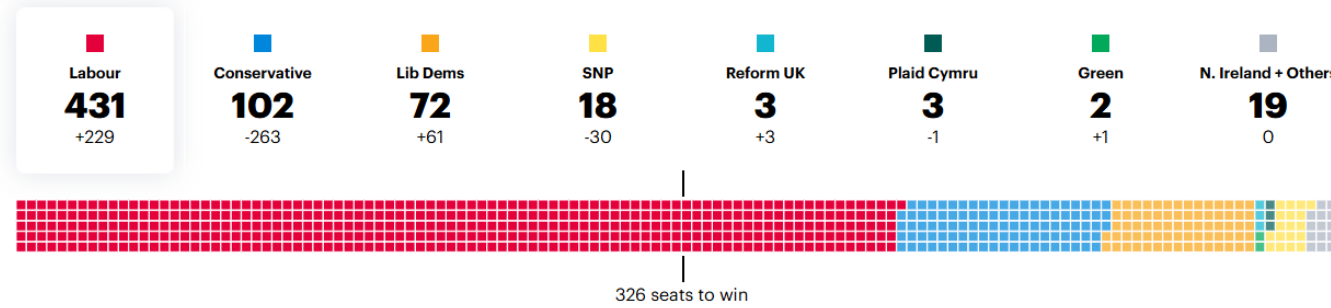 Labour Conservative Lib Dems SNP Reform UK Plaid Cymru Green N. Ireland + Others
431 102 72 18 3 3 2 19
+229 -263 +61 -30 +3 -1 +1 0
326 seats to win